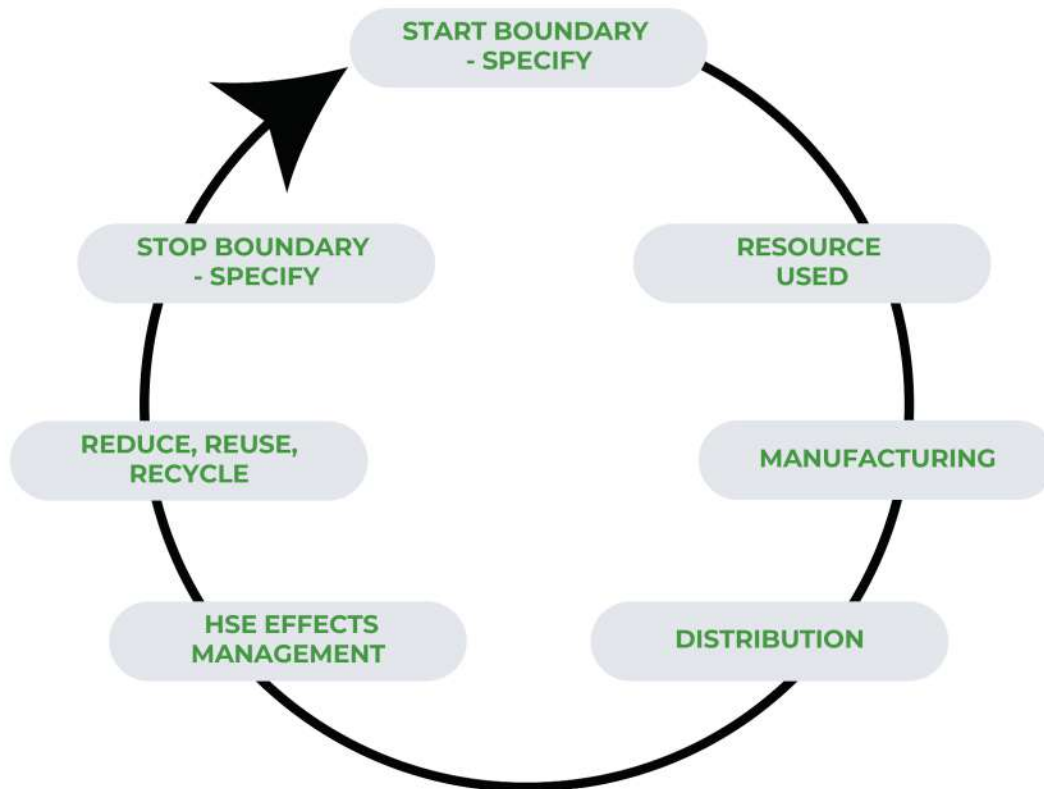 START BOUNDARY
- SPECIFY
RESOURCE
USED
MANUFACTURING
DISTRIBUTION
HSE EFFECTS
MANAGEMENT
REDUCE, REUSE,
RECYCLE
STOP BOUNDARY
- SPECIFY